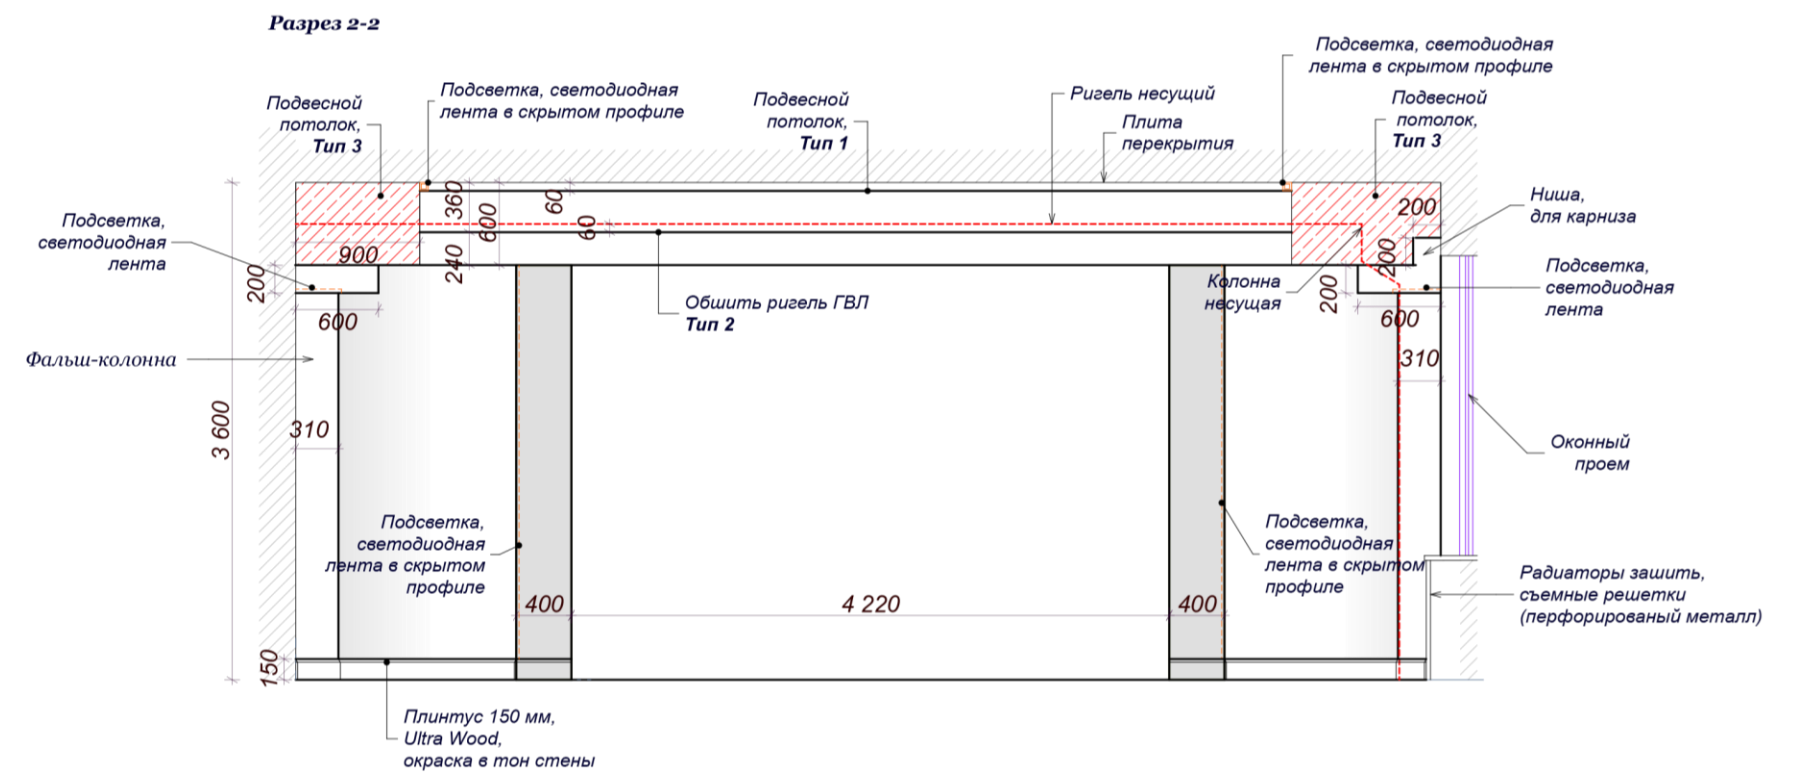 Разрез 2-2
Подсветка, светодиодная
лента в скрытом профиле
Подвесной
потолок,
Тип 3
Подсветка, светодиодная
лента в скрытом профиле
Подвесной
потолок,
Тип 1
Ригель несущий
Плита
перекрытия
Подвесной
потолок,
Тип 3
Подсветка,
светодиодная
лента
360
600
60
60
240
900
200
600
Ниша,
для карниза
200
200
Колонна
несущая
200
600
310
Подсветка,
светодиодная
лента
Обшить ригель ГВЛ
Тип 2
Фальш-колонна
3 600
310
Оконный
проем
Подсветка,
светодиодная
лента в скрытом
профиле
Подсветка,
светодиодная
лента в скрытом
профиле
400
4 220
400
Радиаторы зашить,
съемные решетки
(перфорированый металл)
150
Плинтус 150 мм,
Ultra Wood,
окраска в тон стены